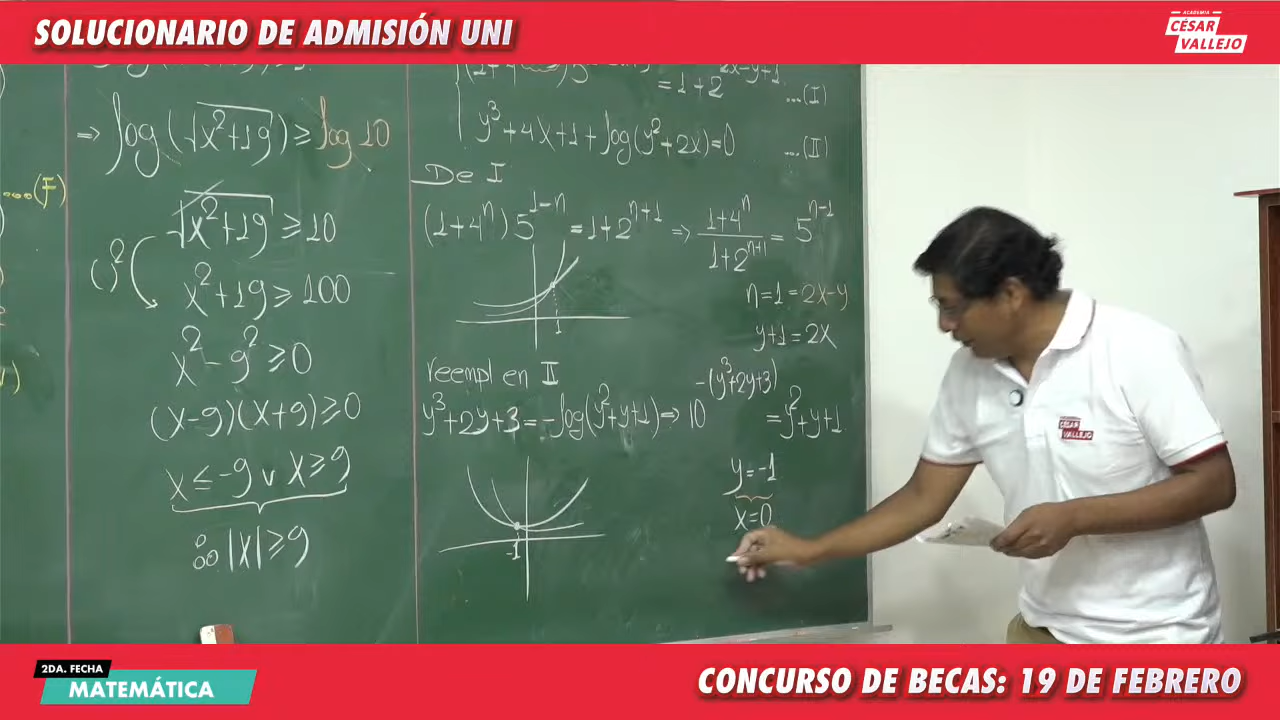 SOLUCIONARIO DE ADMISIÓN UNI
ACADEMIA
CÉSAR
VALLEJO
....(F)
⇒ log(√x²+19) ≥ log 10
√x²+19 ≥ 10
( )²
x²+19 ≥ 100
x²-9²≥0
(x-9)(x+9)≥0
x≤-9 v x≥9
∴ |x|≥9
=1+2^2x-y+1 ...(I)
y³+4x+1+log(y²+2x)=0 ...(II)
De I
(1+4^n)5^1-n=1+2^n+1 ⇒ 1+4^n/1+2^n+1 = 5^n-1
1
n=1=2x-y
y+1=2x
reempl en II
y³+2y+3=-log(y²+y+1)⇒10^-(y³+2y+3)=y²+y+1
-1
y=-1
x=0
CÉSAR
VALLEJO
2DA. FECHA
MATEMÁTICA
CONCURSO DE BECAS: 19 DE FEBRERO